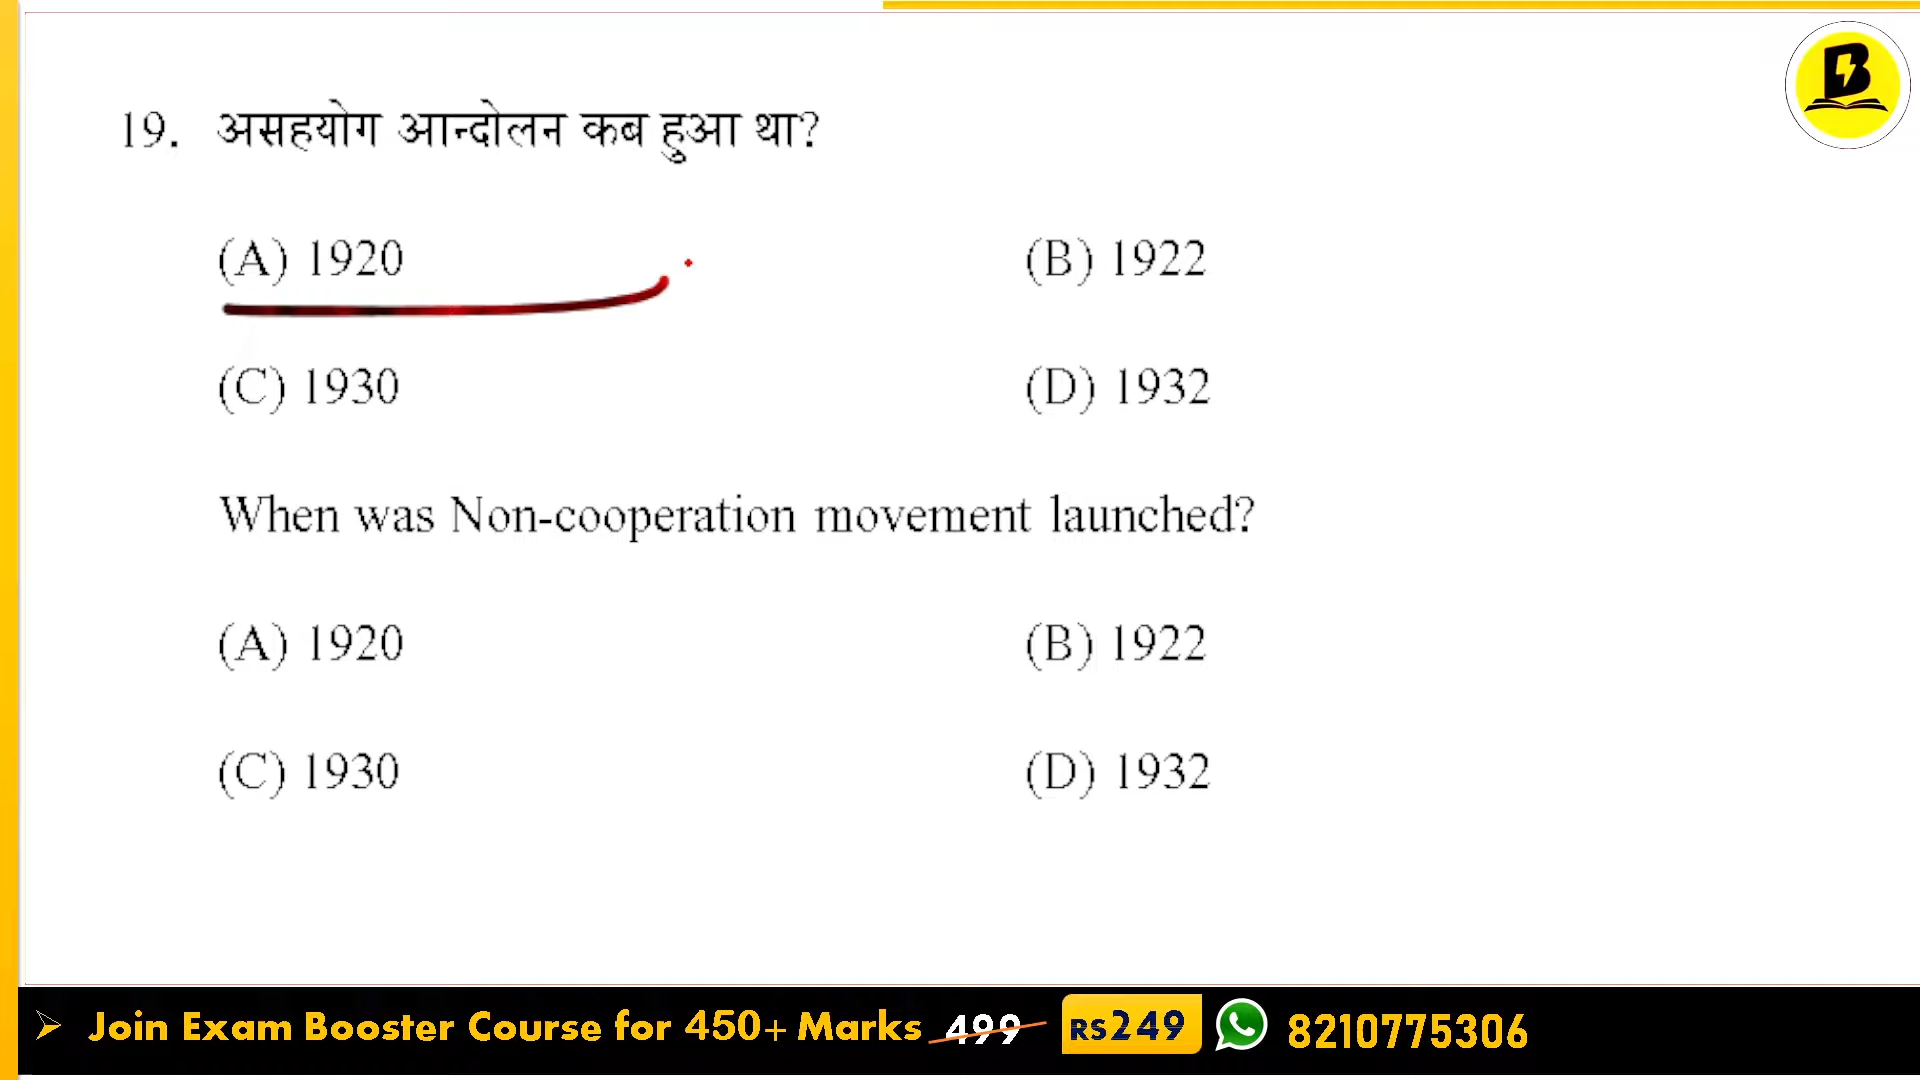 19. असहयोग आन्दोलन कब हुआ था?
(A) 1920 (B) 1922
(C) 1930 (D) 1932
When was Non-cooperation movement launched?
(A) 1920 (B) 1922
(C) 1930 (D) 1932
B
➢ Join Exam Booster Course for 450+ Marks 499 RS249 8210775306